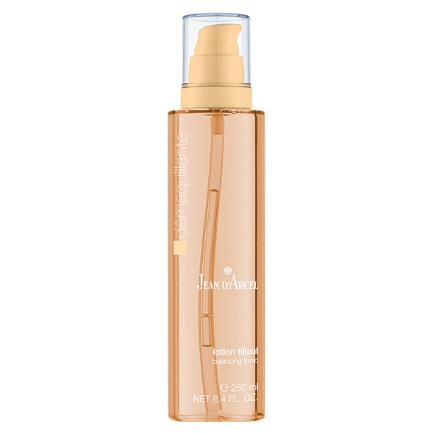 démaquillante
JEAN D'ARCEL
lotion tilleul
balancing tonic
℮ 250 ml
NET 8.4 FL. OZ.